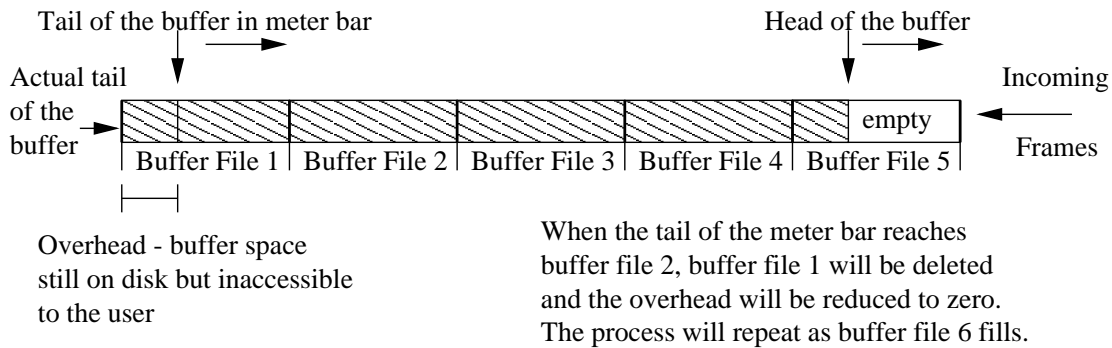 Tail of the buffer in meter bar
Head of the buffer
Actual tail
of the
buffer
Incoming
Frames
empty
Buffer File 1
Buffer File 2
Buffer File 3
Buffer File 4
Buffer File 5
Overhead - buffer space
still on disk but inaccessible
to the user
When the tail of the meter bar reaches
buffer file 2, buffer file 1 will be deleted
and the overhead will be reduced to zero.
The process will repeat as buffer file 6 fills.